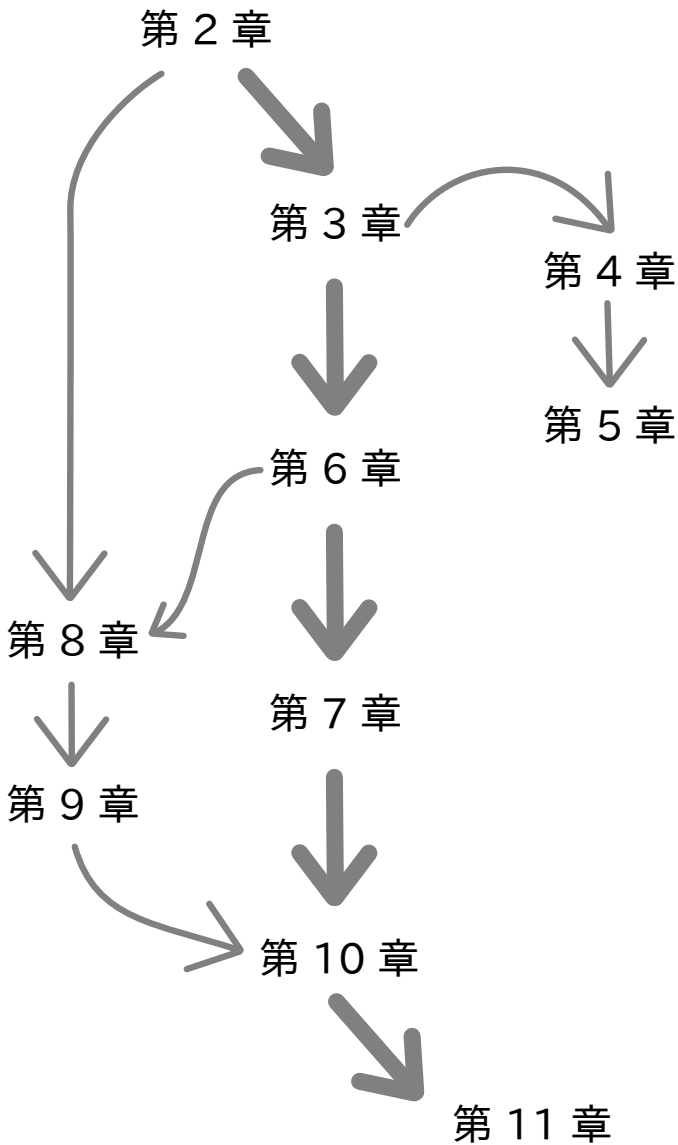 第 2 章
第 3 章
第 4 章
第 5 章
第 6 章
第 8 章
第 7 章
第 9 章
第 10 章
第 11 章